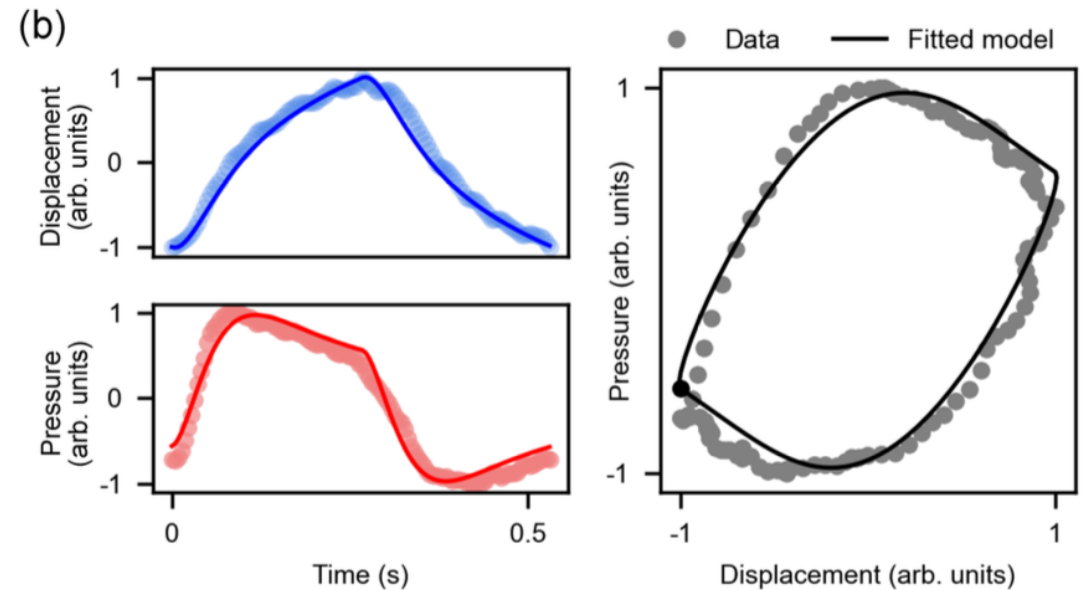 (b)
Displacement
(arb. units)
1
0
-1
Pressure
(arb. units)
1
0
-1
0
0.5
Time (s)
Data
Fitted model
Pressure (arb. units)
1
-1
-1
1
Displacement (arb. units)